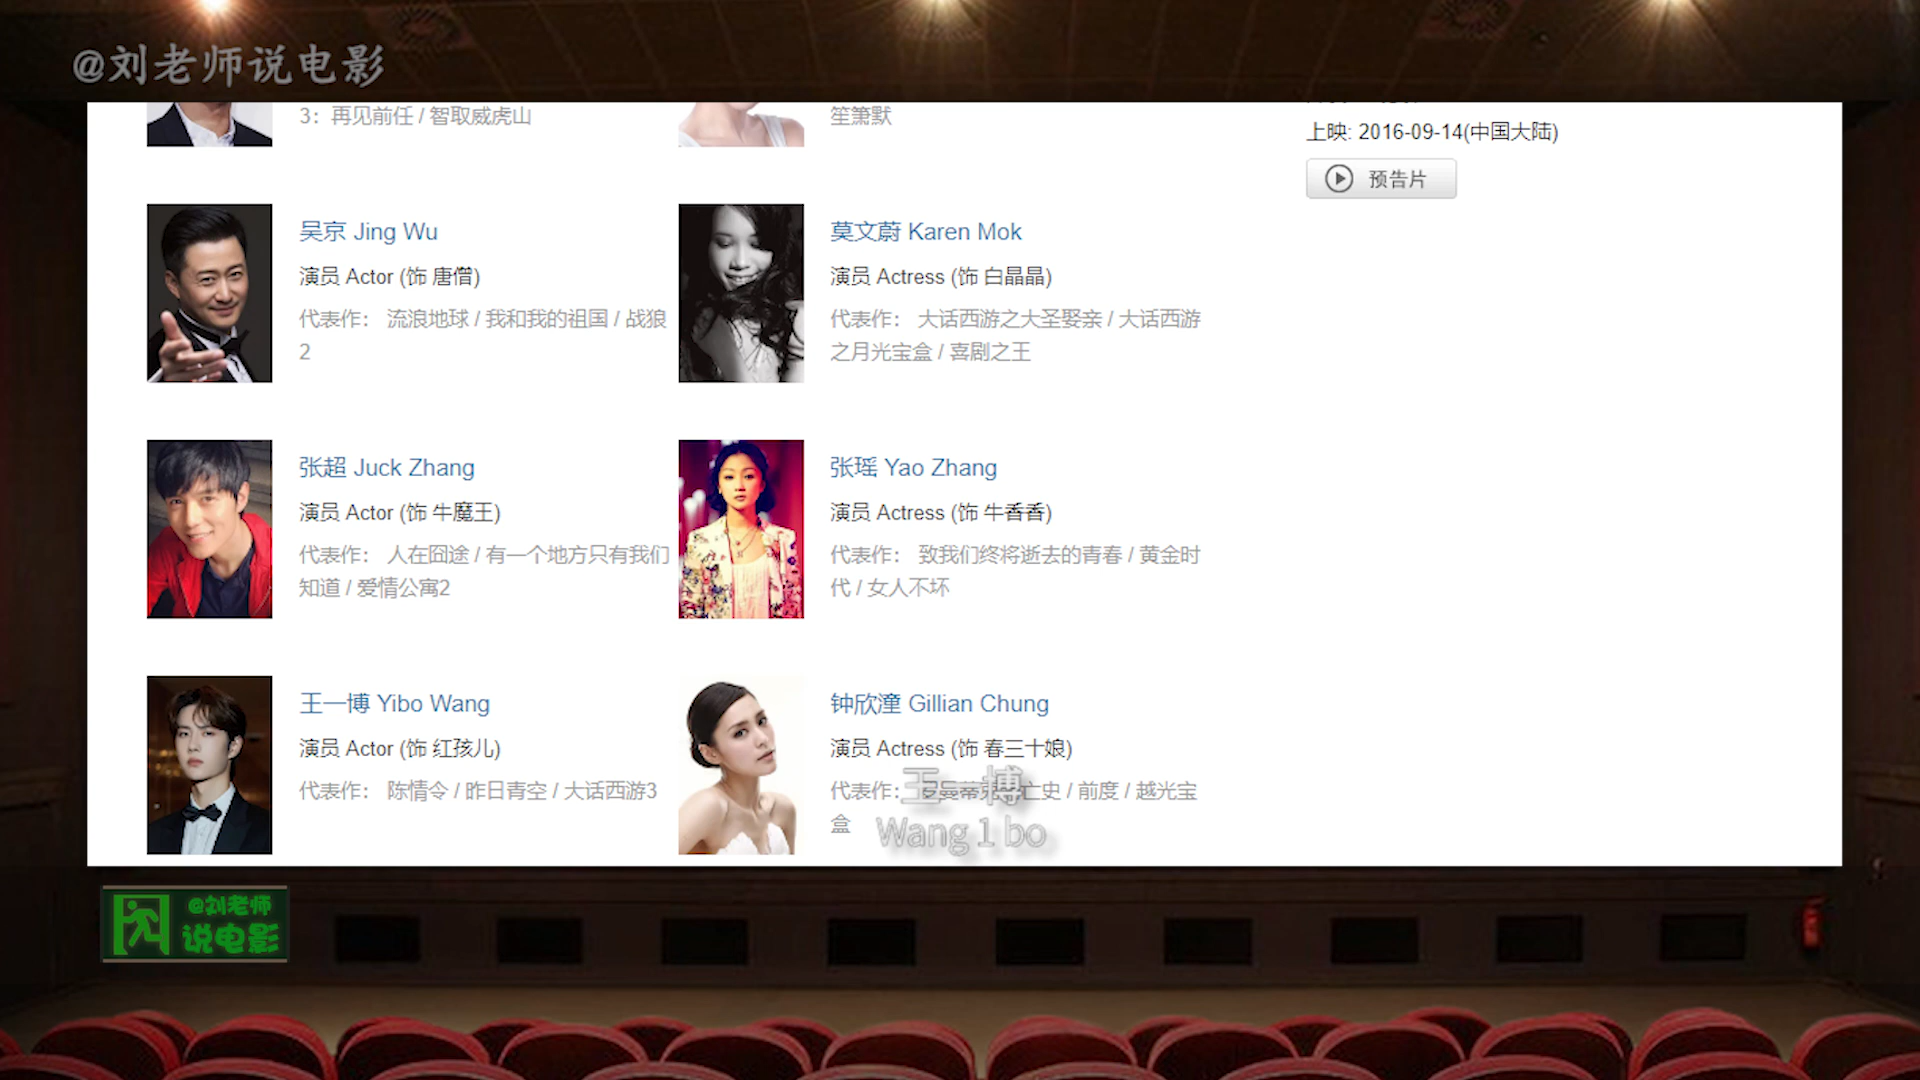 @刘老师说电影
3：再见前任 / 智取威虎山
笙箫默
上映: 2016-09-14(中国大陆)
预告片
吴京 Jing Wu
演员 Actor (饰 唐僧)
代表作： 流浪地球 / 我和我的祖国 / 战狼
2
莫文蔚 Karen Mok
演员 Actress (饰 白晶晶)
代表作： 大话西游之大圣娶亲 / 大话西游
之月光宝盒 / 喜剧之王
张超 Juck Zhang
演员 Actor (饰 牛魔王)
代表作： 人在囧途 / 有一个地方只有我们
知道 / 爱情公寓2
张瑶 Yao Zhang
演员 Actress (饰 牛香香)
代表作： 致我们终将逝去的青春 / 黄金时
代 / 女人不坏
王一博 Yibo Wang
演员 Actor (饰 红孩儿)
代表作： 陈情令 / 昨日青空 / 大话西游3
钟欣潼 Gillian Chung
演员 Actress (饰 春三十娘)
代表作： 亡史 / 前度 / 越光宝
盒
王一搏
Wang 1 bo
@刘老师
说电影